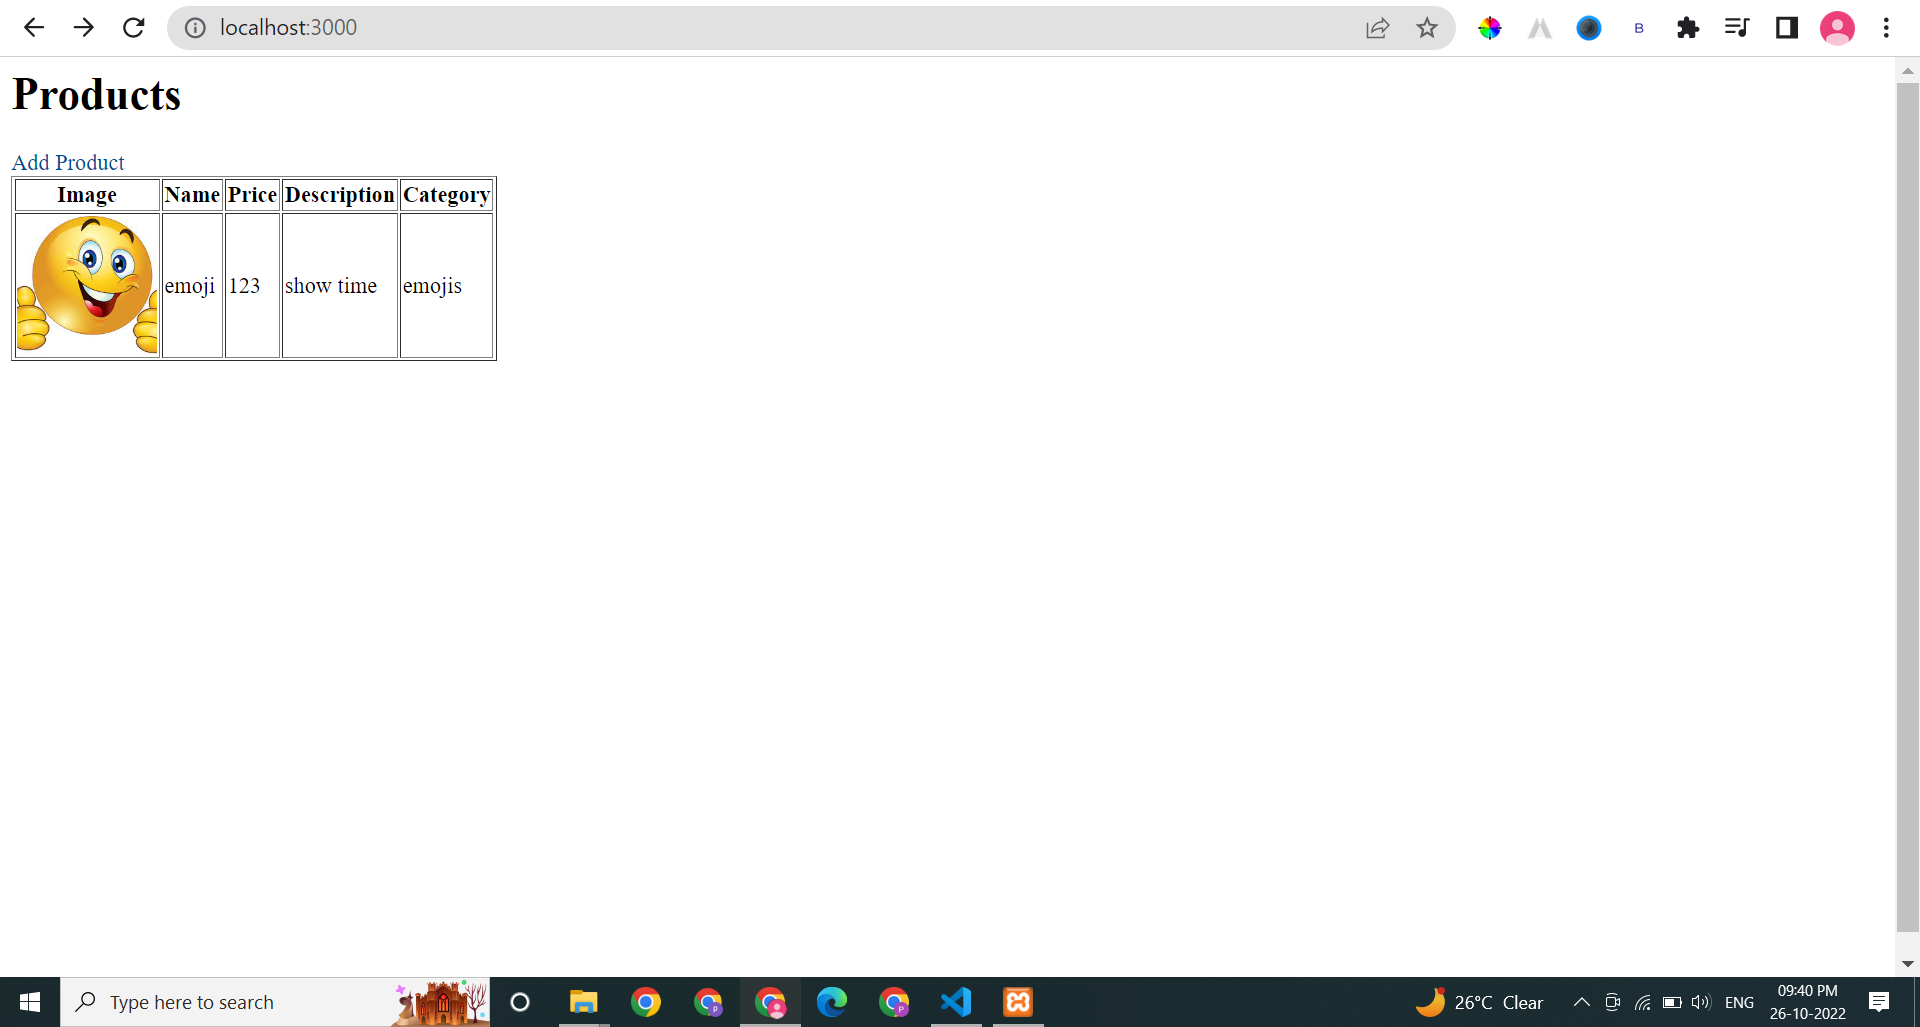 localhost:3000
B
Products
Add Product
Image Name Price Description Category
emoji 123 show time emojis
Type here to search
P
P
26°C Clear
ENG
09:40 PM
26-10-2022